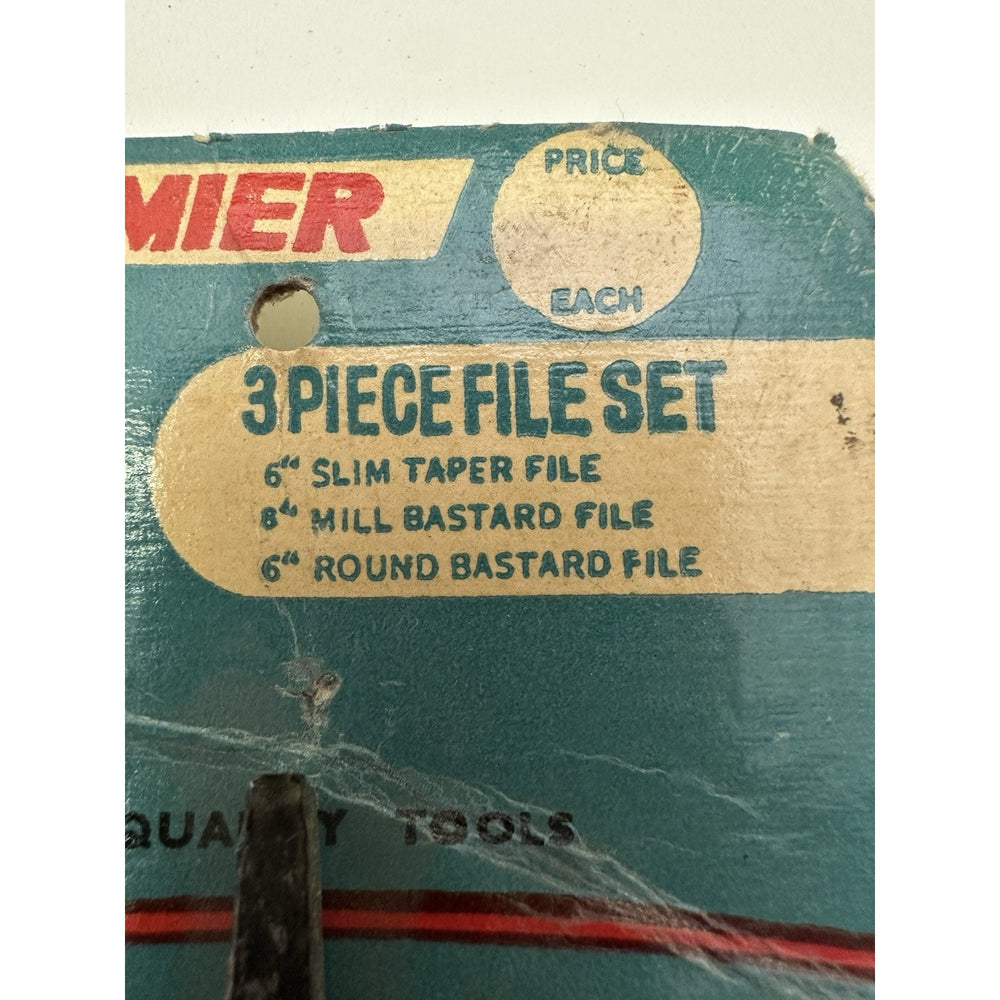 MIER
PRICE
EACH
3 PIECE FILE SET
6" SLIM TAPER FILE
8" MILL BASTARD FILE
6" ROUND BASTARD FILE
TOOLS